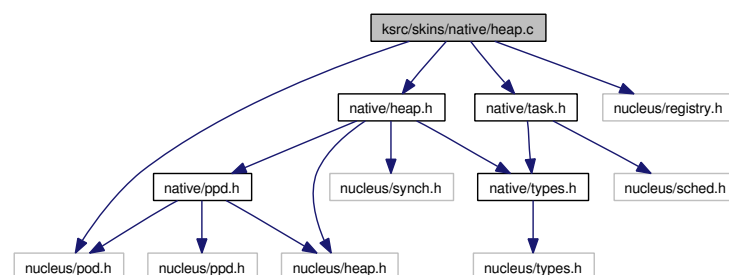 ksrc/skins/native/heap.c
native/heap.h
native/task.h
nucleus/registry.h
native/ppd.h
nucleus/synch.h
native/types.h
nucleus/sched.h
nucleus/pod.h
nucleus/ppd.h
nucleus/heap.h
nucleus/types.h